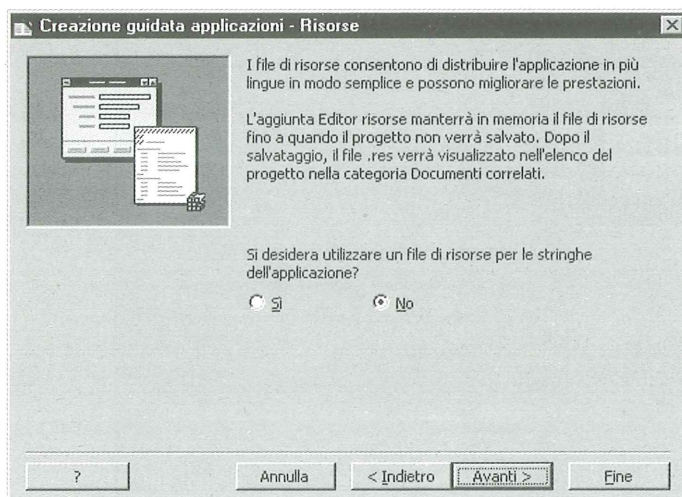 Creazione guidata applicazioni - Risorse
I file di risorse consentono di distribuire l'applicazione in più
lingue in modo semplice e possono migliorare le prestazioni.
L'aggiunta Editor risorse manterrà in memoria il file di risorse
fino a quando il progetto non verrà salvato. Dopo il
salvataggio, il file .res verrà visualizzato nell'elenco del
progetto nella categoria Documenti correlati.
Si desidera utilizzare un file di risorse per le stringhe
dell'applicazione?
Sì No
? Annulla < Indietro Avanti > Fine